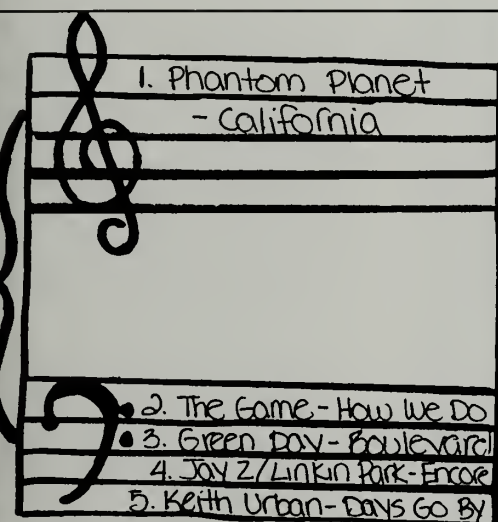 1. Phantom Planet
- California
2. The Game - How We Do
3. Green Day - Boulevard
4. Jay Z/Linkin Park - Encore
5. Keith Urban - Days Go By